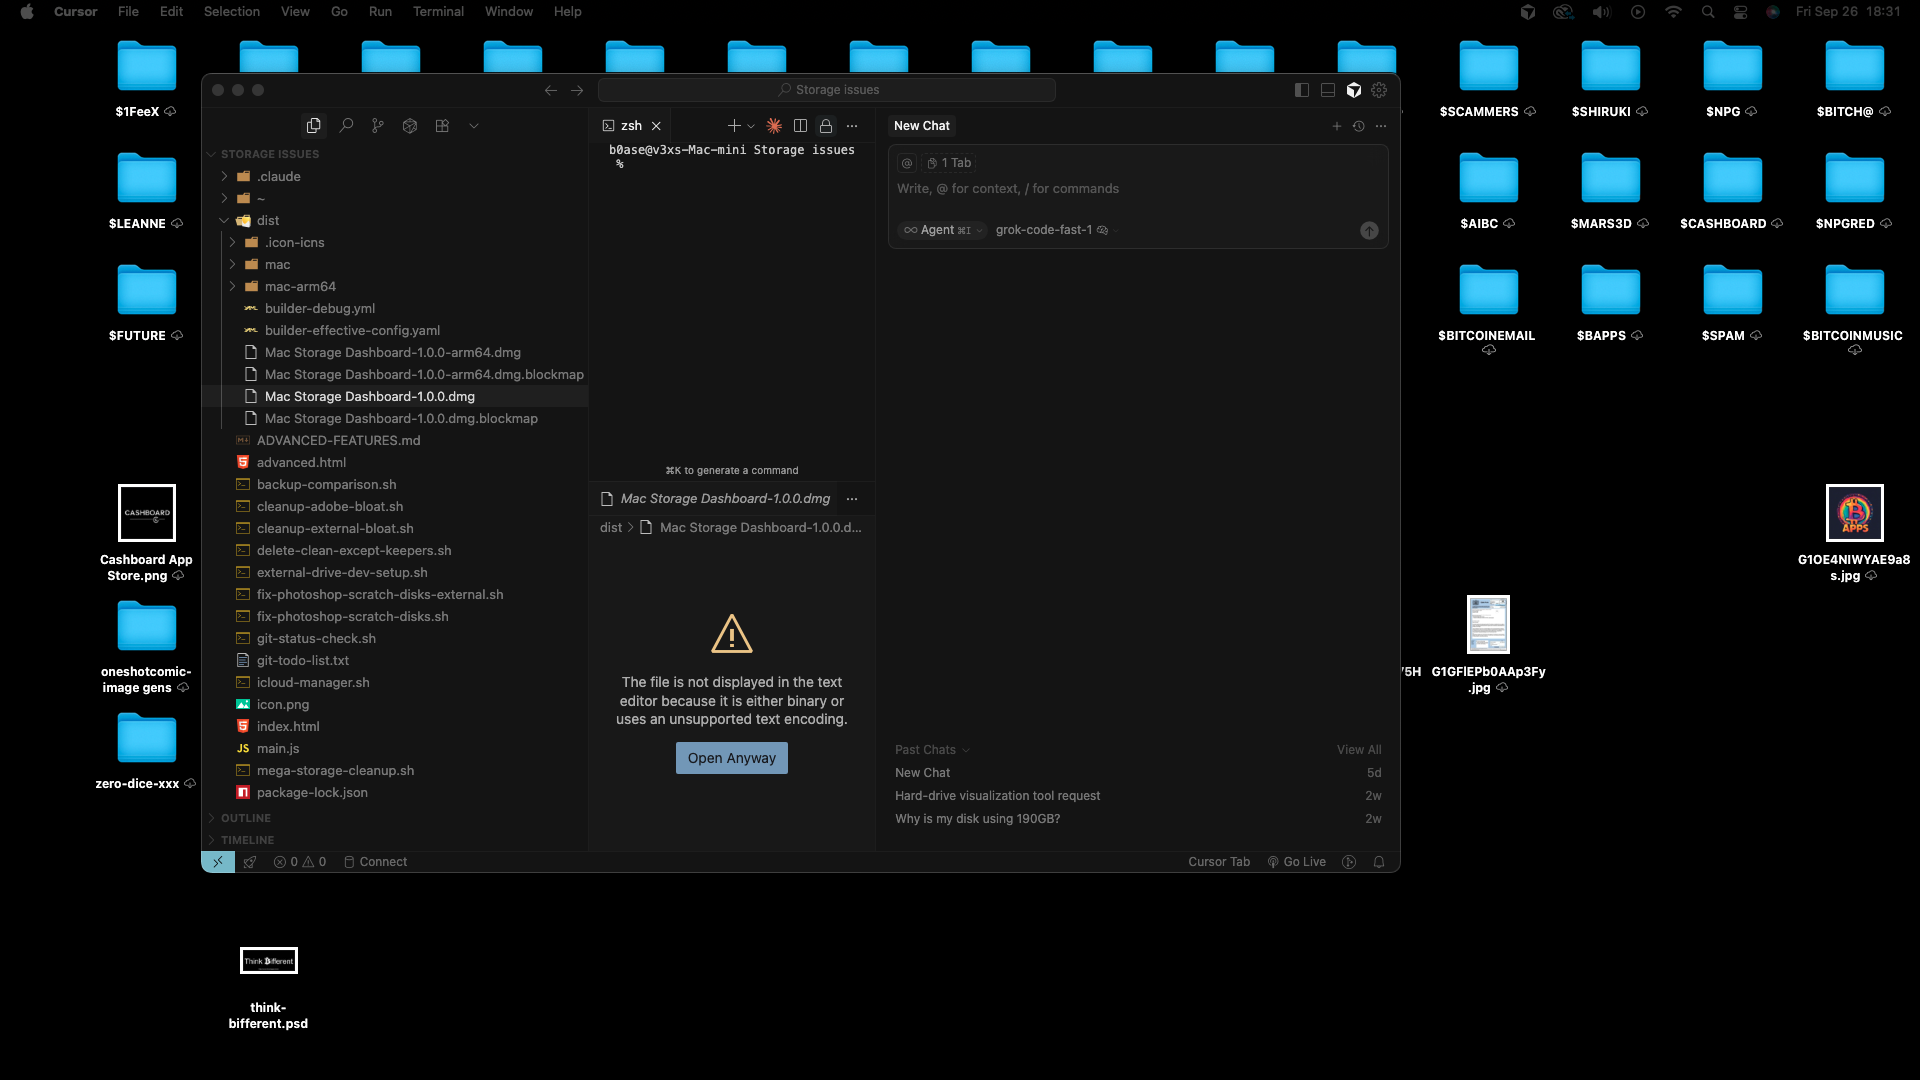 Cursor File Edit Selection View Go Run Terminal Window Help
Fri Sep 26 18:31
$1FeeX
$SCAMMERS
$SHIRUKI
$NPG
$BITCH@
$LEANNE
$AIBC
$MARS3D
$CASHBOARD
$NPGRED
$FUTURE
$BITCOINEMAIL
$BAPPS
$SPAM
$BITCOINMUSIC
CASHBOARD
Cashboard App
Store.png
oneshotcomic-
image gens
zero-dice-xxx
Think Bifferent
think-
bifferent.psd
APPS
G1OE4NIWYAE9a8
s.jpg
75H
G1GFlEPb0AAp3Fy
.jpg
Storage issues
STORAGE ISSUES
.claude
~
dist
.icon-icns
mac
mac-arm64
builder-debug.yml
builder-effective-config.yaml
Mac Storage Dashboard-1.0.0-arm64.dmg
Mac Storage Dashboard-1.0.0-arm64.dmg.blockmap
Mac Storage Dashboard-1.0.0.dmg
Mac Storage Dashboard-1.0.0.dmg.blockmap
ADVANCED-FEATURES.md
advanced.html
backup-comparison.sh
cleanup-adobe-bloat.sh
cleanup-external-bloat.sh
delete-clean-except-keepers.sh
external-drive-dev-setup.sh
fix-photoshop-scratch-disks-external.sh
fix-photoshop-scratch-disks.sh
git-status-check.sh
git-todo-list.txt
icloud-manager.sh
icon.png
index.html
JS main.js
mega-storage-cleanup.sh
package-lock.json
OUTLINE
TIMELINE
zsh
b0ase@v3xs-Mac-mini Storage issues
%
⌘K to generate a command
Mac Storage Dashboard-1.0.0.dmg
dist > Mac Storage Dashboard-1.0.0.d...
The file is not displayed in the text
editor because it is either binary or
uses an unsupported text encoding.
Open Anyway
New Chat
@ 1 Tab
Write, @ for context, / for commands
∞ Agent ⌘I grok-code-fast-1
Past Chats View All
New Chat 5d
Hard-drive visualization tool request 2w
Why is my disk using 190GB? 2w
0 0 Connect
Cursor Tab Go Live